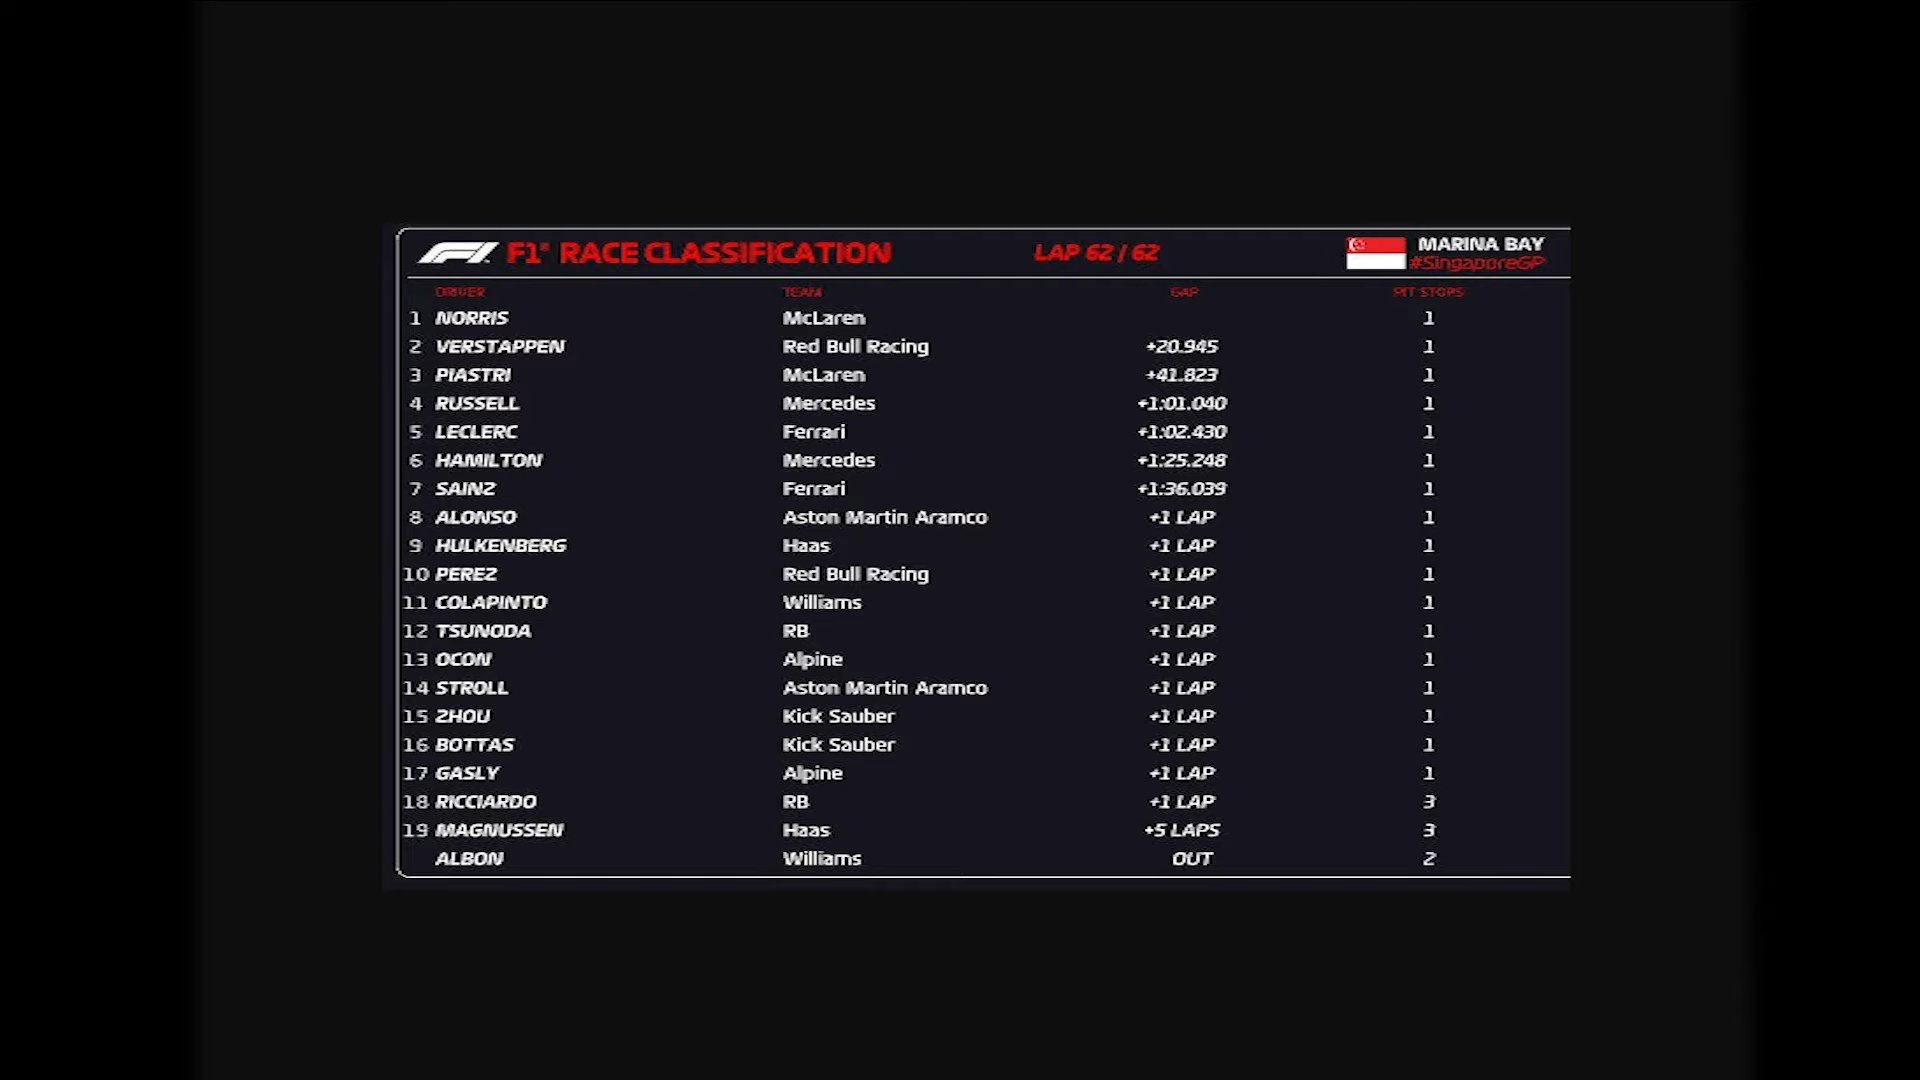 F1® RACE CLASSIFICATION LAP 62 / 62 MARINA BAY
#SingaporeGP
DRIVER TEAM GAP PIT STOPS
1 NORRIS McLaren 1
2 VERSTAPPEN Red Bull Racing +20.945 1
3 PIASTRI McLaren +41.823 1
4 RUSSELL Mercedes +1:01.040 1
5 LECLERC Ferrari +1:02.430 1
6 HAMILTON Mercedes +1:25.248 1
7 SAINZ Ferrari +1:36.039 1
8 ALONSO Aston Martin Aramco +1 LAP 1
9 HULKENBERG Haas +1 LAP 1
10 PEREZ Red Bull Racing +1 LAP 1
11 COLAPINTO Williams +1 LAP 1
12 TSUNODA RB +1 LAP 1
13 OCON Alpine +1 LAP 1
14 STROLL Aston Martin Aramco +1 LAP 1
15 ZHOU Kick Sauber +1 LAP 1
16 BOTTAS Kick Sauber +1 LAP 1
17 GASLY Alpine +1 LAP 1
18 RICCIARDO RB +1 LAP 3
19 MAGNUSSEN Haas +5 LAPS 3
ALBON Williams OUT 2